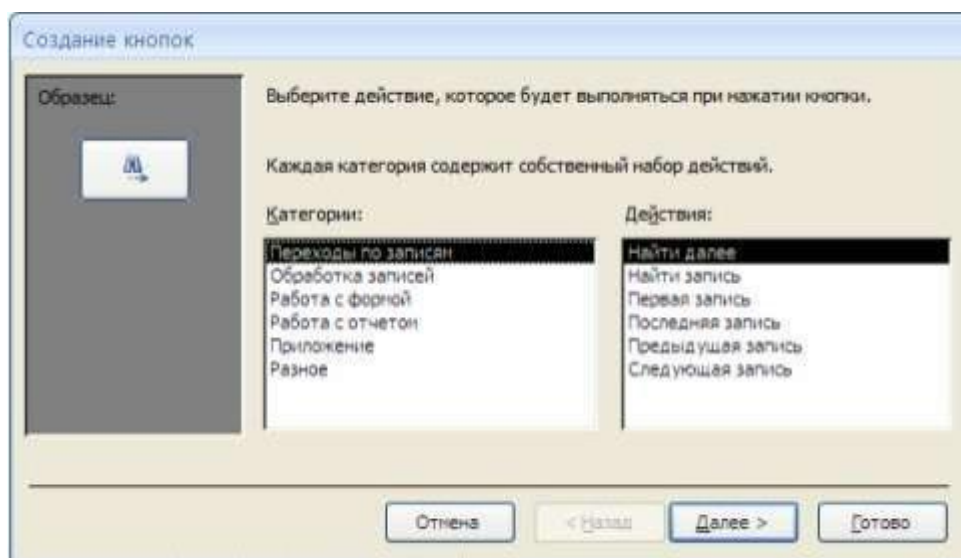 Создание кнопок
Образец:
Выберите действие, которое будет выполняться при нажатии кнопки.
Каждая категория содержит собственный набор действий.
Категории:
Действия:
Переходы по записям
Обработка записей
Работа с формой
Работа с отчетом
Приложение
Разное
Найти далее
Найти запись
Первая запись
Последняя запись
Предыдущая запись
Следующая запись
Отмена
< Назад
Далее >
Готово